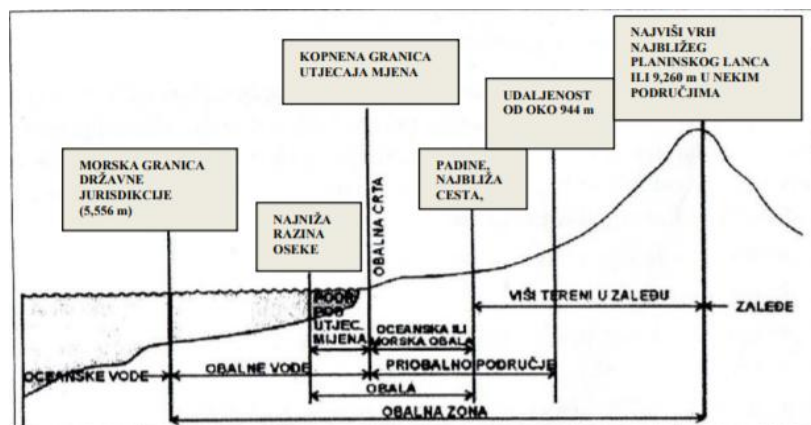 NAJVIŠI VRH
NAJBLIŽEG
PLANINSKOG LANCA
ILI 9,260 m U NEKIM
PODRUČJIMA
KOPNENA GRANICA
UTJECAJA MJENA
UDALJENOST
OD OKO 944 m
MORSKA GRANICA
DRŽAVNE
JURISDIKCIJE
(5,556 m)
PADINE,
NAJBLIŽA
CESTA,
NAJNIŽA
RAZINA
OSEKE
OBALNA CRTA
PODR.
POD
UTJEC.
MIJENA
OCEANSKA ILI
MORSKA OBALA
VIŠI TERENI U ZALEĐU
ZALEĐE
OCEANSKE VODE
OBALNE VODE
PRIOBALNO PODRUČJE
OBALA
OBALNA ZONA